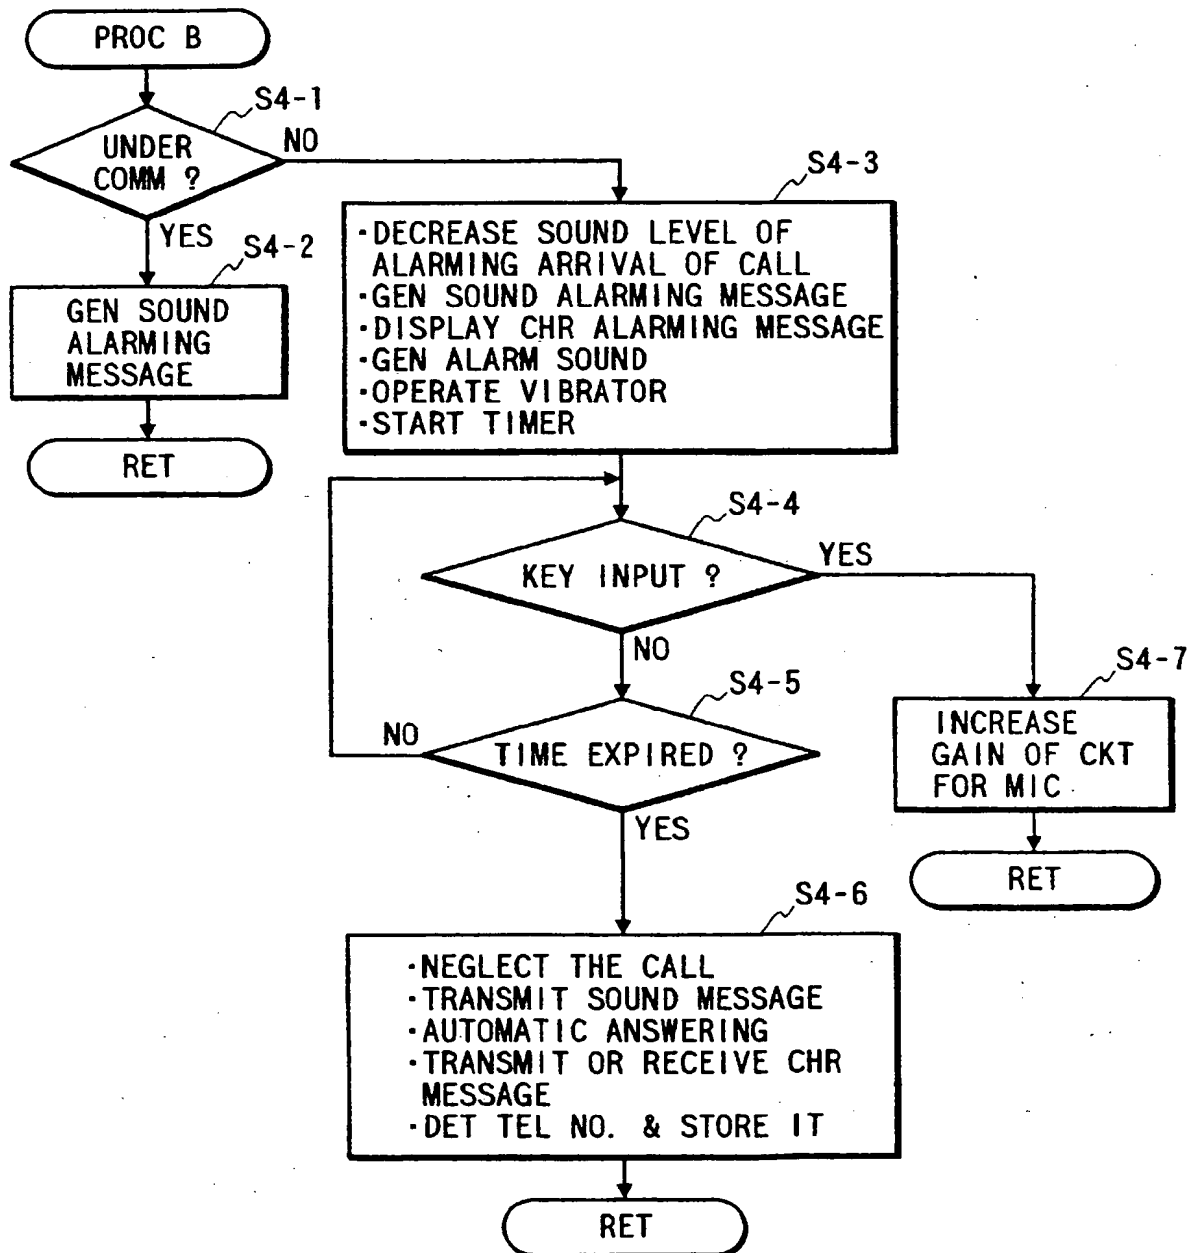 PROC B
S4-1
UNDER
COMM ?
NO
YES
S4-2
GEN SOUND
ALARMING
MESSAGE
RET
S4-3
·DECREASE SOUND LEVEL OF
ALARMING ARRIVAL OF CALL
·GEN SOUND ALARMING MESSAGE
·DISPLAY CHR ALARMING MESSAGE
·GEN ALARM SOUND
·OPERATE VIBRATOR
·START TIMER
S4-4
KEY INPUT ?
YES
NO
S4-5
TIME EXPIRED ?
NO
YES
S4-7
INCREASE
GAIN OF CKT
FOR MIC
RET
S4-6
·NEGLECT THE CALL
·TRANSMIT SOUND MESSAGE
·AUTOMATIC ANSWERING
·TRANSMIT OR RECEIVE CHR
MESSAGE
·DET TEL NO. & STORE IT
RET